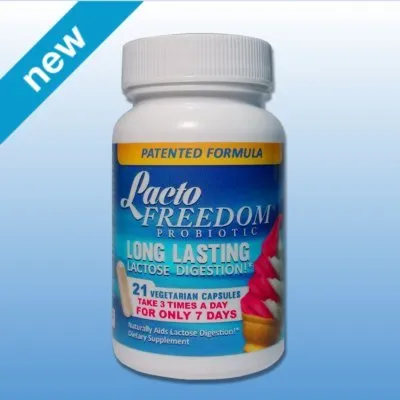 new
PATENTED FORMULA
Lacto
FREEDOM®
PROBIOTIC
LONG LASTING
LACTOSE DIGESTION!*
21 VEGETARIAN CAPSULES
TAKE 3 TIMES A DAY
FOR ONLY 7 DAYS
Naturally Aids Lactose Digestion!*
Dietary Supplement